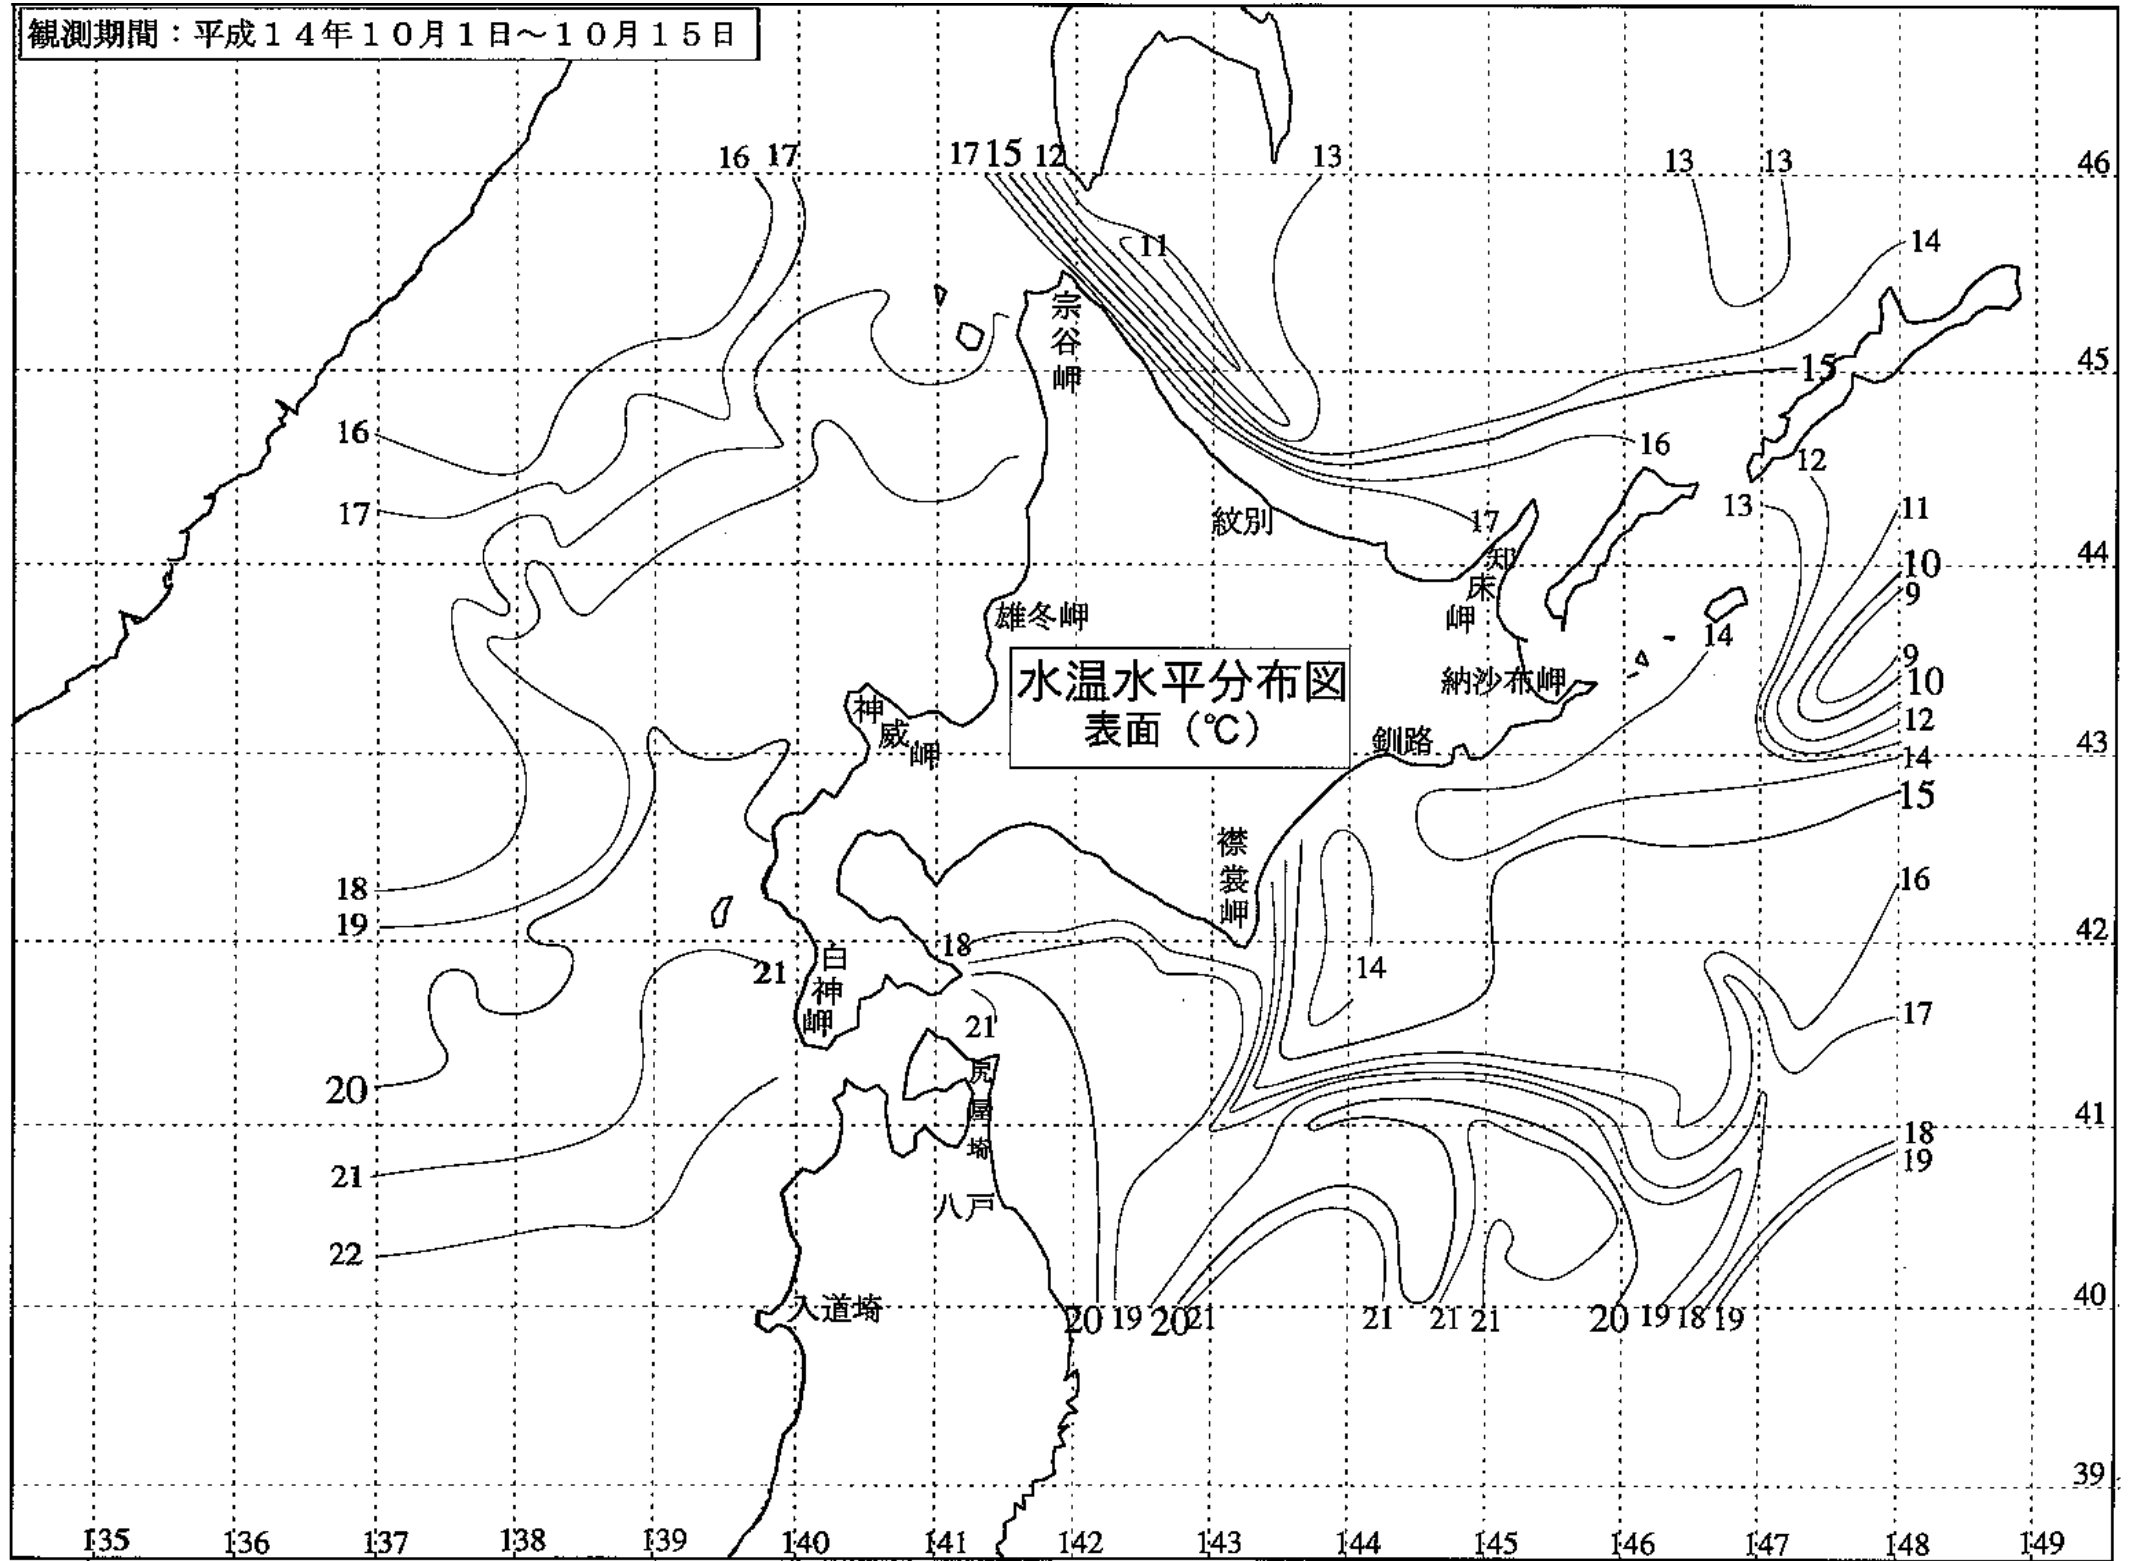 観測期間：平成１４年１０月１日～１０月１５日
16 17 17 15 12 13 13 13 46
11 14
宗谷岬
15 45
16 16
12
17 13 11
紋別 17
知床岬
10 44
9
雄冬岬 14
水温水平分布図
表面（℃）
納沙布岬 9
10
神威岬 12
釧路 43
14
15
襟裳岬
18 16
19
18 42
21 白神岬 14
21 17
20 尻屋埼
41
18
21 19
八戸
22
入道埼 40
20 19 20 21 21 21 21 20 19 18 19
39
135 136 137 138 139 140 141 142 143 144 145 146 147 148 149